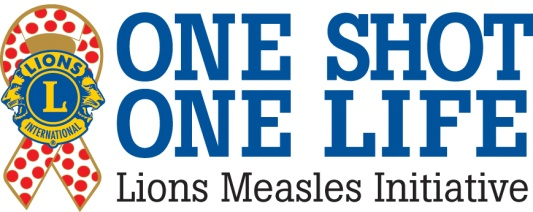 LIONS
L
INTERNATIONAL
®
ONE SHOT
ONE LIFE
Lions Measles Initiative